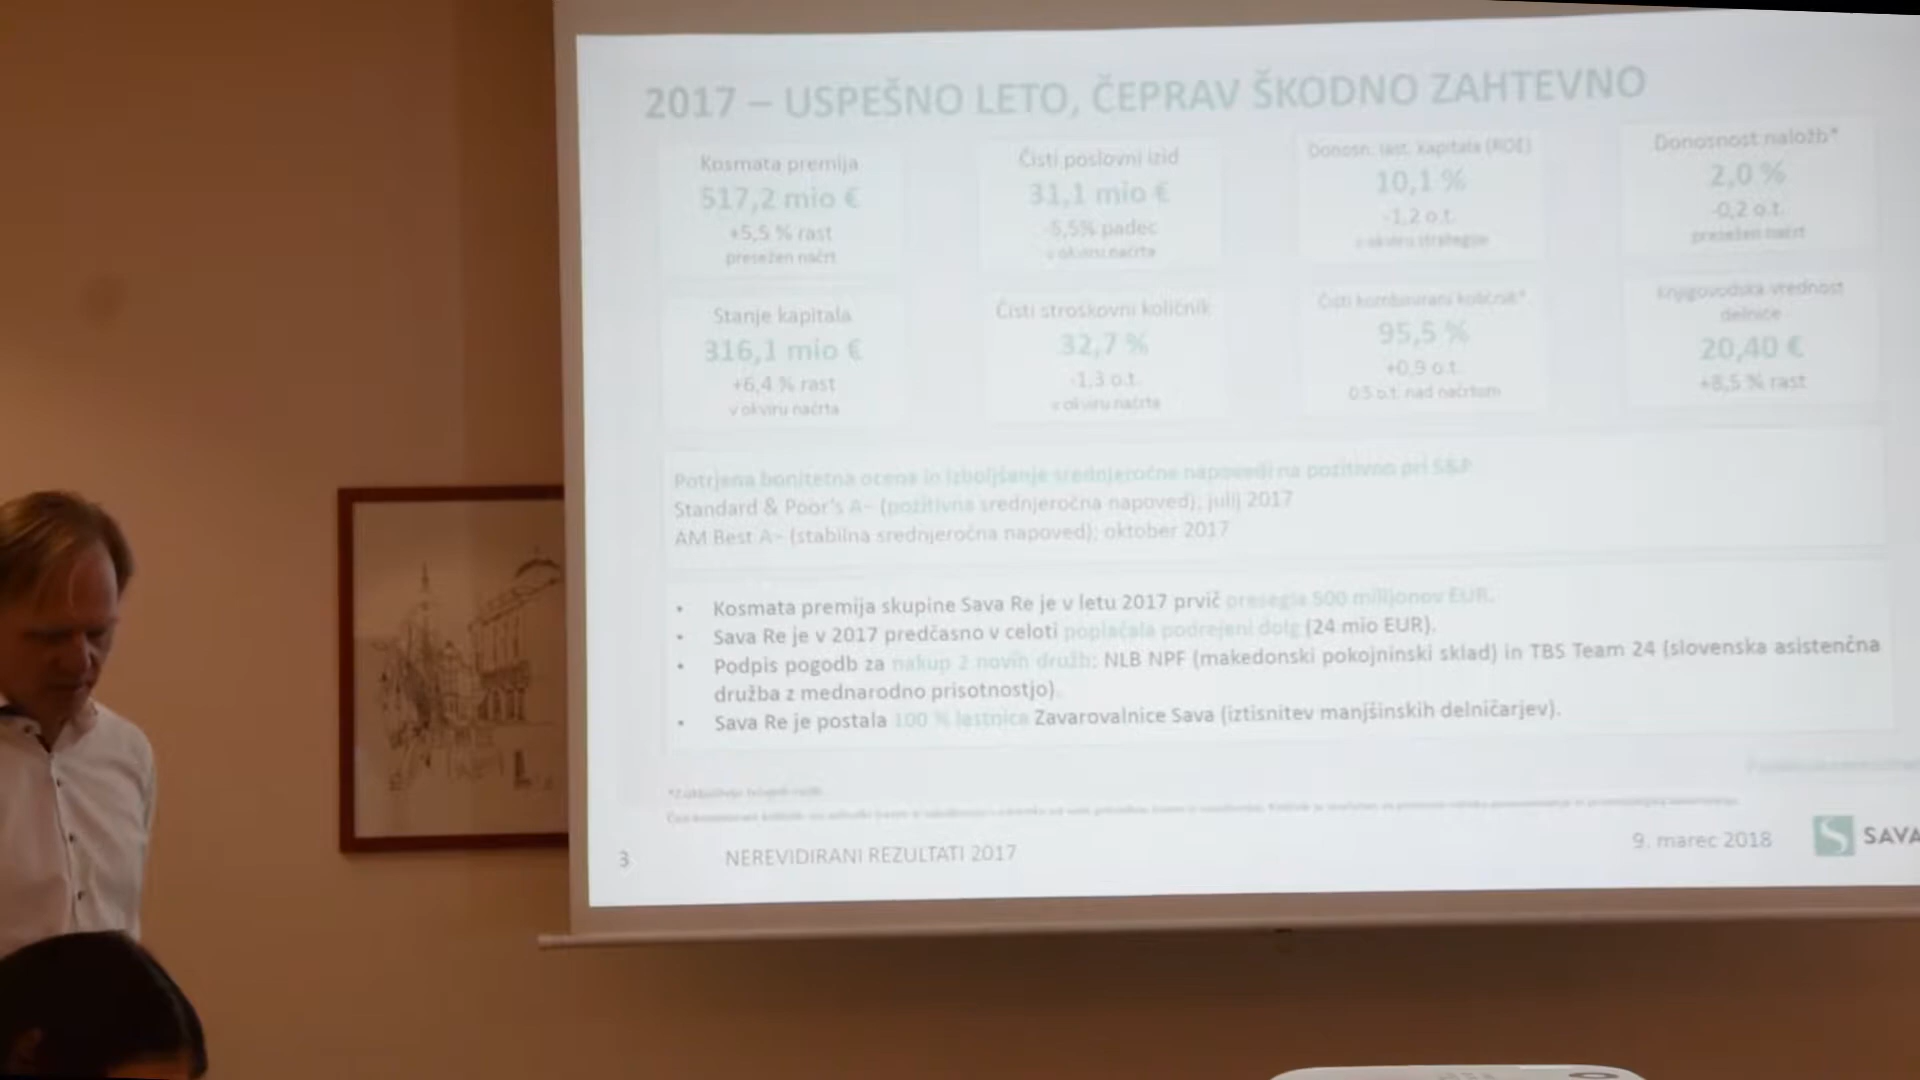 2017 – USPEŠNO LETO, ČEPRAV ŠKODNO ZAHTEVNO
Kosmata premija
517,2 mio €
+5,5 % rast
presežen načrt
Čisti poslovni izid
31,1 mio €
-5,5% padec
v okviru načrta
Donosn. last. kapitala (ROE)
10,1 %
-1,2 o.t.
v okviru strategije
Donosnost naložb*
2,0 %
-0,2 o.t.
presežen načrt
Stanje kapitala
316,1 mio €
+6,4 % rast
v okviru načrta
Čisti stroškovni količnik
32,7 %
-1,3 o.t.
v okviru načrta
Čisti kombinirani količnik*
95,5 %
+0,9 o.t.
0,5 o.t. nad načrtom
Knjigovodska vrednost
delnice
20,40 €
+8,5 % rast
Potrjena bonitetna ocena in izboljšanje srednjeročne napovedi na pozitivno pri S&P
Standard & Poor's A– (pozitivna srednjeročna napoved); julij 2017
AM Best A– (stabilna srednjeročna napoved); oktober 2017
• Kosmata premija skupine Sava Re je v letu 2017 prvič presegla 500 milijonov EUR.
• Sava Re je v 2017 predčasno v celoti poplačala podrejeni dolg (24 mio EUR).
• Podpis pogodb za nakup 2 novih družb: NLB NPF (makedonski pokojninski sklad) in TBS Team 24 (slovenska asistenčna
družba z mednarodno prisotnostjo).
• Sava Re je postala 100 % lastnica Zavarovalnice Sava (iztisnitev manjšinskih delničarjev).
3
NEREVIDIRANI REZULTATI 2017
9. marec 2018
SAVA